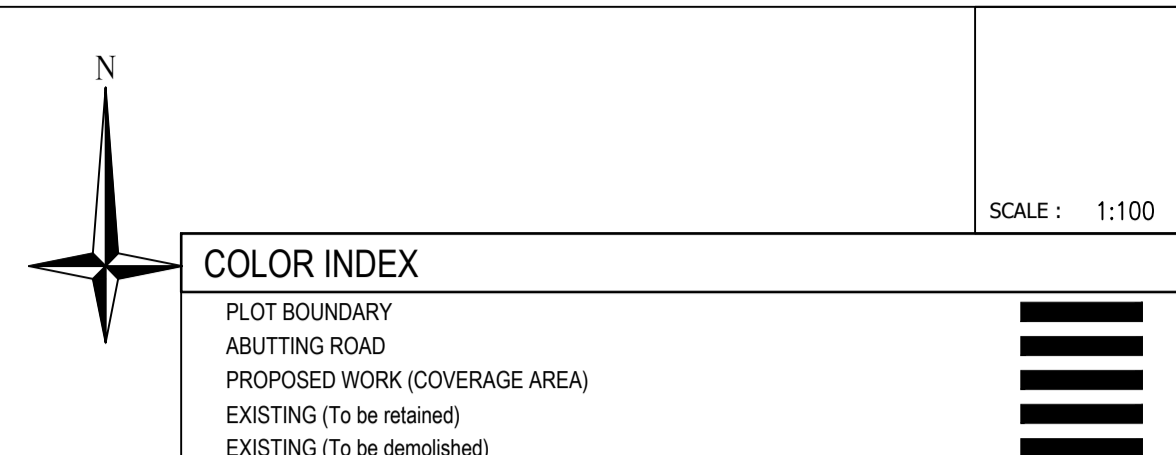 N
SCALE : 1:100
COLOR INDEX
PLOT BOUNDARY
ABUTTING ROAD
PROPOSED WORK (COVERAGE AREA)
EXISTING (To be retained)
EXISTING (To be demolished)